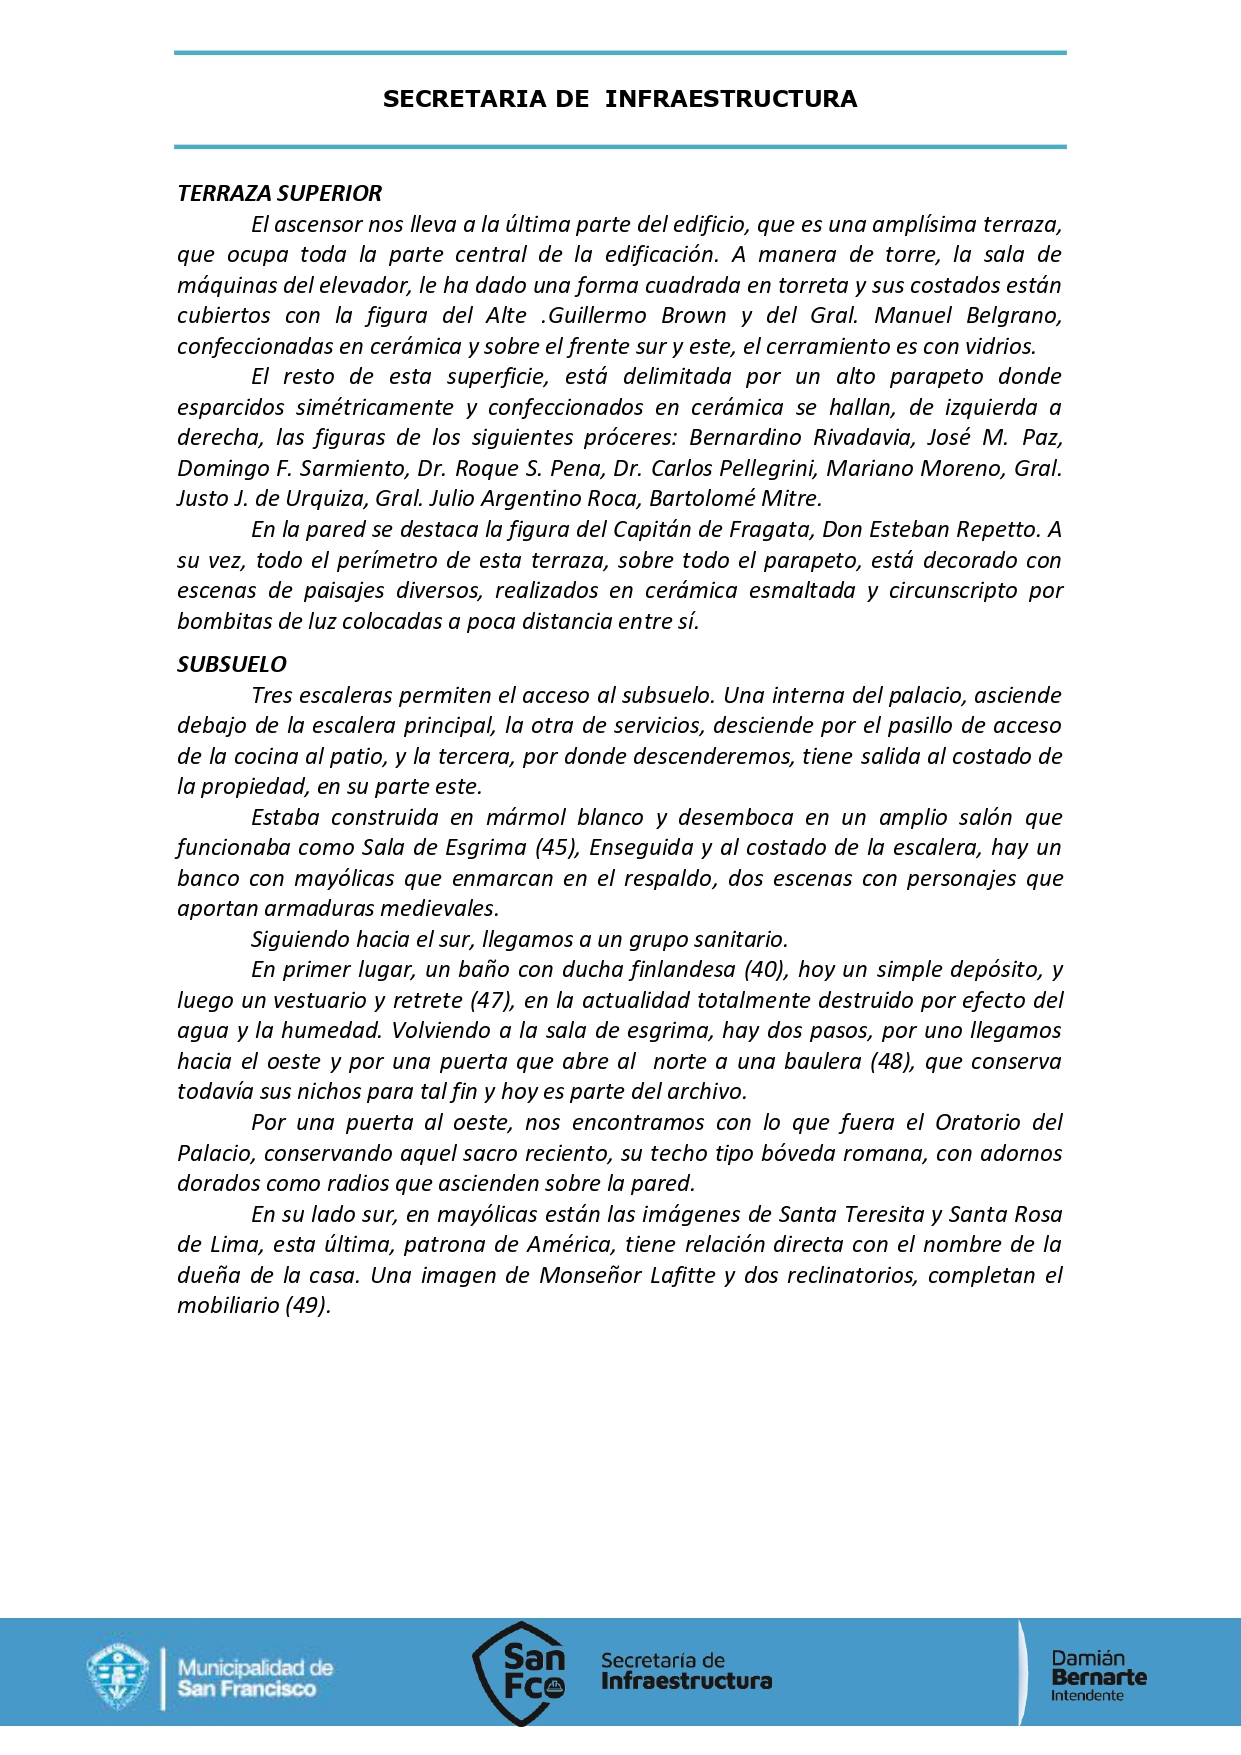 SECRETARIA DE  INFRAESTRUCTURA
TERRAZA SUPERIOR
El ascensor nos lleva a la última parte del edificio, que es una amplísima terraza,
que ocupa toda la parte central de la edificación. A manera de torre, la sala de
máquinas del elevador, le ha dado una forma cuadrada en torreta y sus costados están
cubiertos con la figura del Alte .Guillermo Brown y del Gral. Manuel Belgrano,
confeccionadas en cerámica y sobre el frente sur y este, el cerramiento es con vidrios.
El resto de esta superficie, está delimitada por un alto parapeto donde
esparcidos simétricamente y confeccionados en cerámica se hallan, de izquierda a
derecha, las figuras de los siguientes próceres: Bernardino Rivadavia, José M. Paz,
Domingo F. Sarmiento, Dr. Roque S. Pena, Dr. Carlos Pellegrini, Mariano Moreno, Gral.
Justo J. de Urquiza, Gral. Julio Argentino Roca, Bartolomé Mitre.
En la pared se destaca la figura del Capitán de Fragata, Don Esteban Repetto. A
su vez, todo el perímetro de esta terraza, sobre todo el parapeto, está decorado con
escenas de paisajes diversos, realizados en cerámica esmaltada y circunscripto por
bombitas de luz colocadas a poca distancia entre sí.
SUBSUELO
Tres escaleras permiten el acceso al subsuelo. Una interna del palacio, asciende
debajo de la escalera principal, la otra de servicios, desciende por el pasillo de acceso
de la cocina al patio, y la tercera, por donde descenderemos, tiene salida al costado de
la propiedad, en su parte este.
Estaba construida en mármol blanco y desemboca en un amplio salón que
funcionaba como Sala de Esgrima (45), Enseguida y al costado de la escalera, hay un
banco con mayólicas que enmarcan en el respaldo, dos escenas con personajes que
aportan armaduras medievales.
Siguiendo hacia el sur, llegamos a un grupo sanitario.
En primer lugar, un baño con ducha finlandesa (40), hoy un simple depósito, y
luego un vestuario y retrete (47), en la actualidad totalmente destruido por efecto del
agua y la humedad. Volviendo a la sala de esgrima, hay dos pasos, por uno llegamos
hacia el oeste y por una puerta que abre al  norte a una baulera (48), que conserva
todavía sus nichos para tal fin y hoy es parte del archivo.
Por una puerta al oeste, nos encontramos con lo que fuera el Oratorio del
Palacio, conservando aquel sacro reciento, su techo tipo bóveda romana, con adornos
dorados como radios que ascienden sobre la pared.
En su lado sur, en mayólicas están las imágenes de Santa Teresita y Santa Rosa
de Lima, esta última, patrona de América, tiene relación directa con el nombre de la
dueña de la casa. Una imagen de Monseñor Lafitte y dos reclinatorios, completan el
mobiliario (49).
Municipalidad de
San Francisco
San
Fco
Secretaría de
Infraestructura
Damián
Bernarte
Intendente